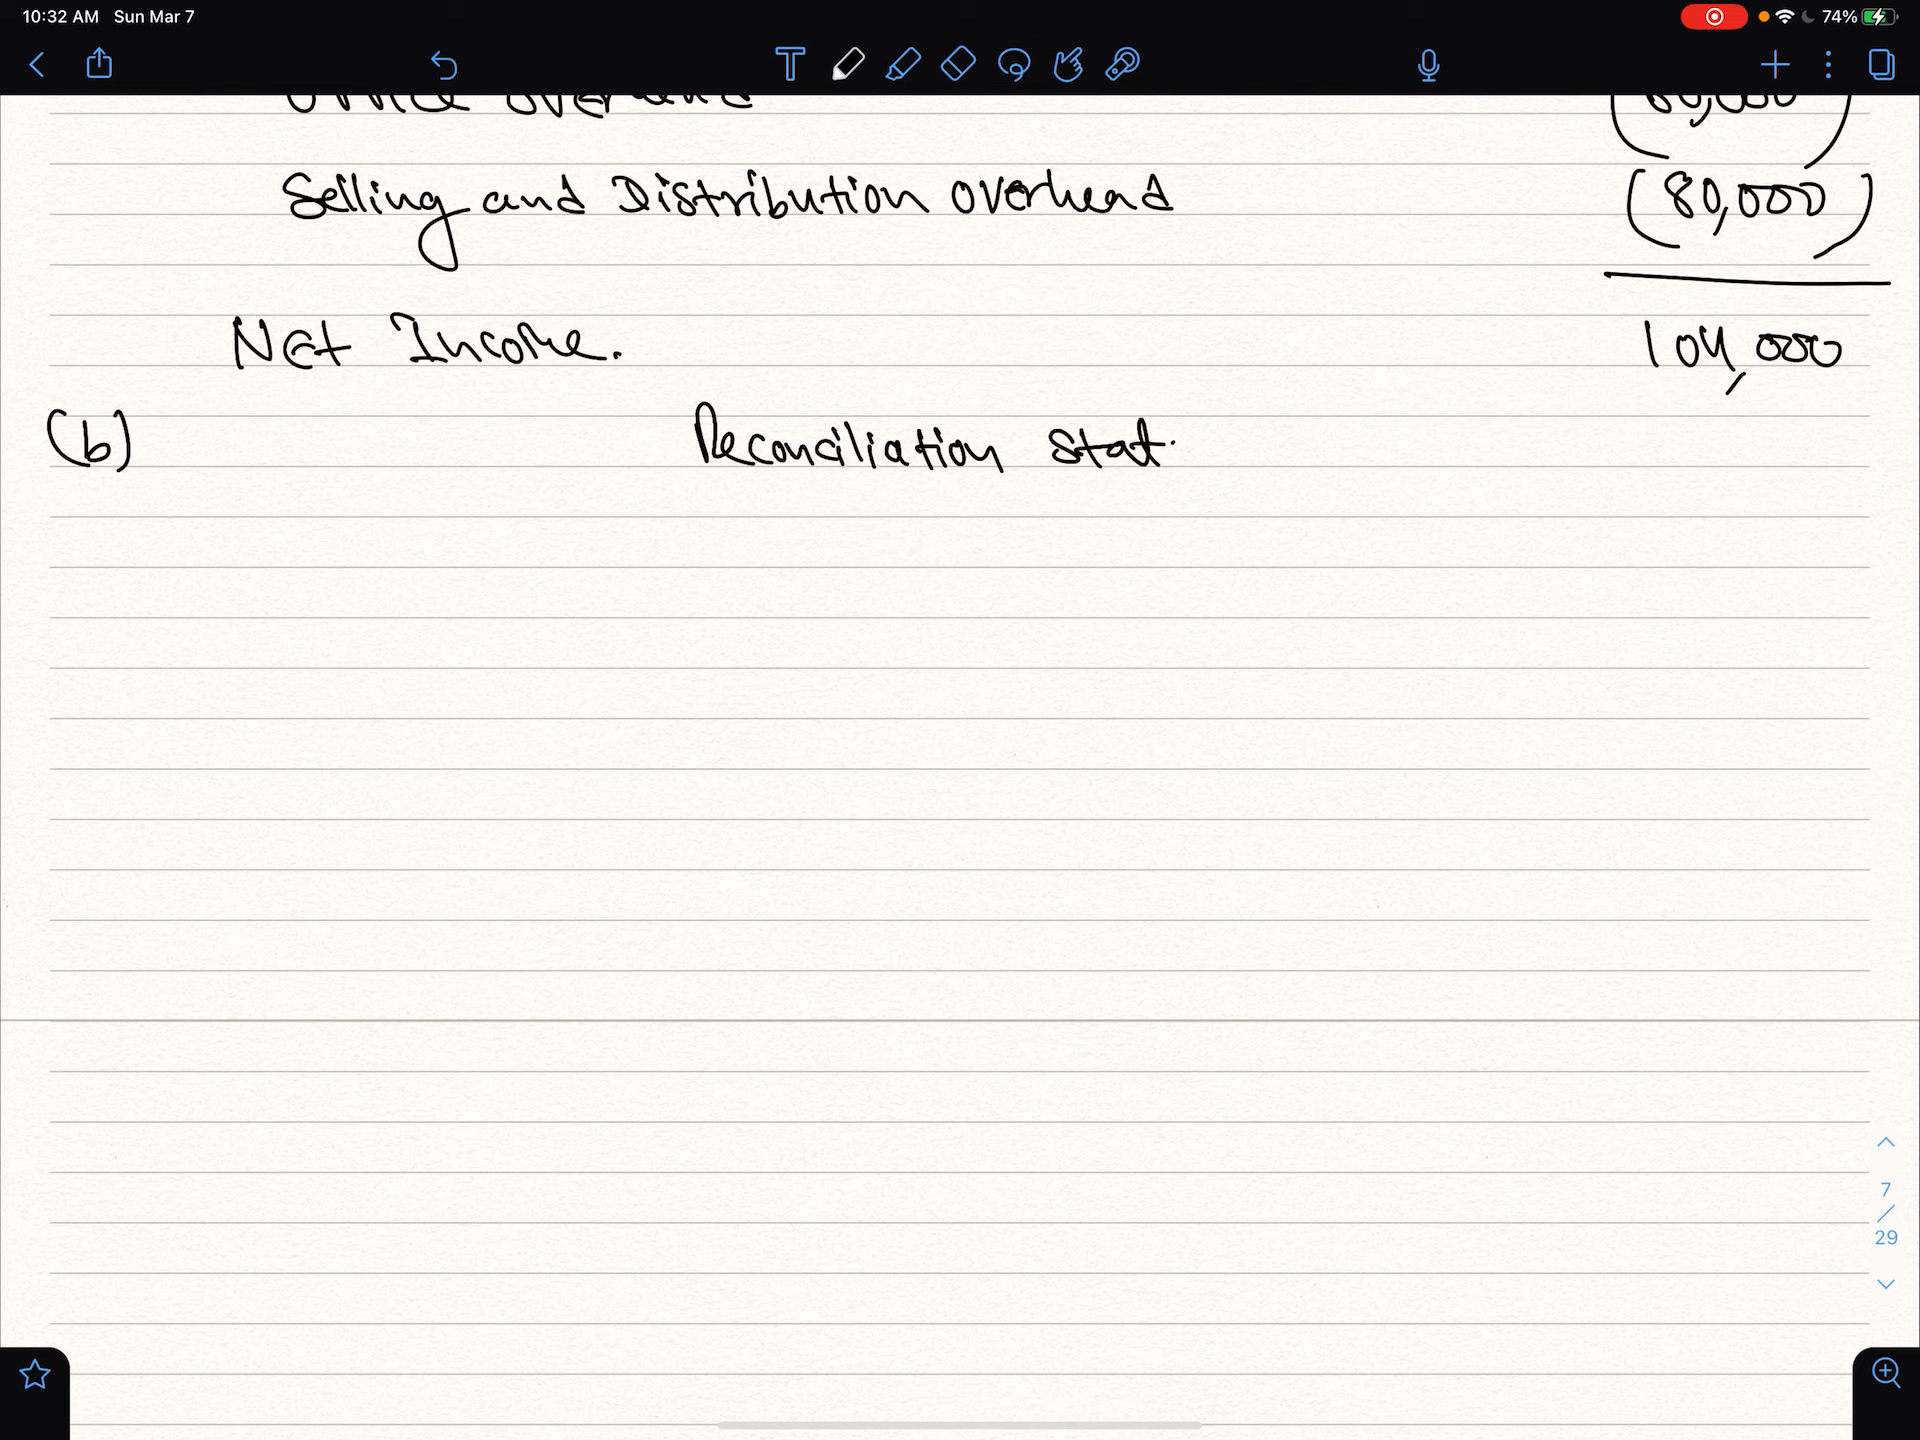 10:32 AM Sun Mar 7 74%
Selling and Distribution Overhead (80,000)
Net Income. 104,000
(b) Reconciliation Stat.
7
/
29